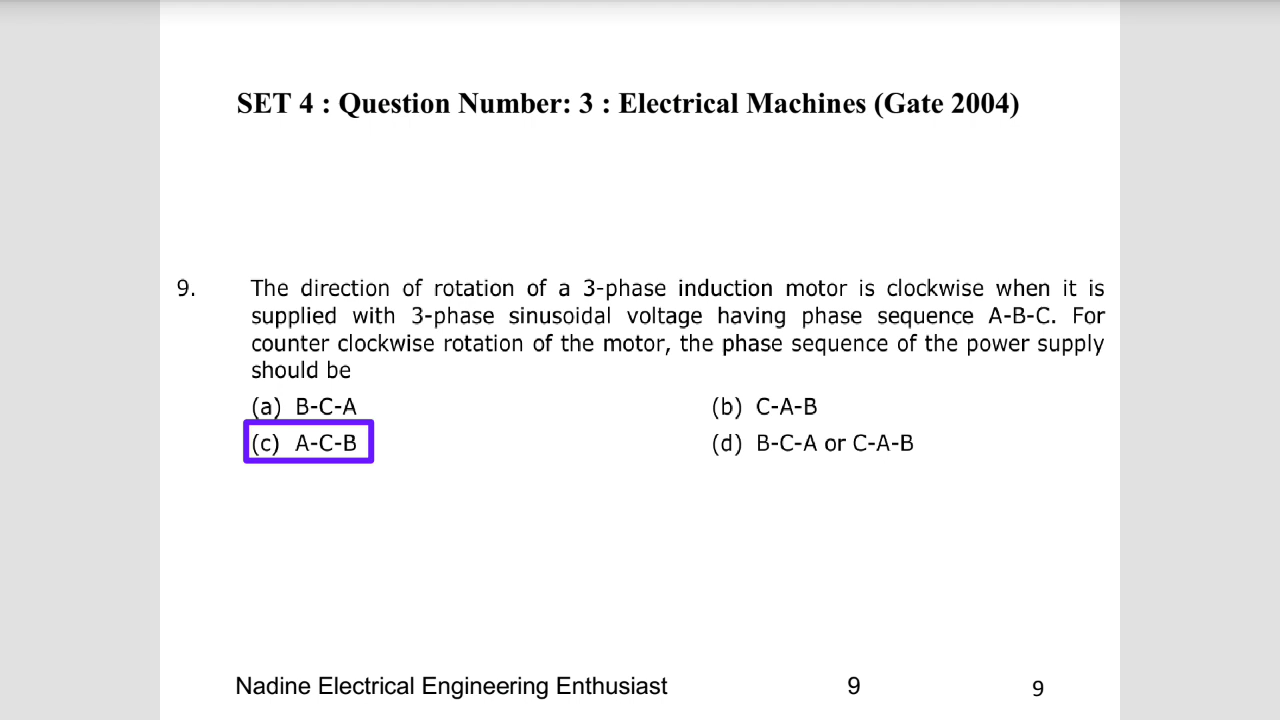 SET 4 : Question Number: 3 : Electrical Machines (Gate 2004)
9. The direction of rotation of a 3-phase induction motor is clockwise when it is
supplied with 3-phase sinusoidal voltage having phase sequence A-B-C. For
counter clockwise rotation of the motor, the phase sequence of the power supply
should be
(a) B-C-A (b) C-A-B
(c) A-C-B (d) B-C-A or C-A-B
Nadine Electrical Engineering Enthusiast 9 9